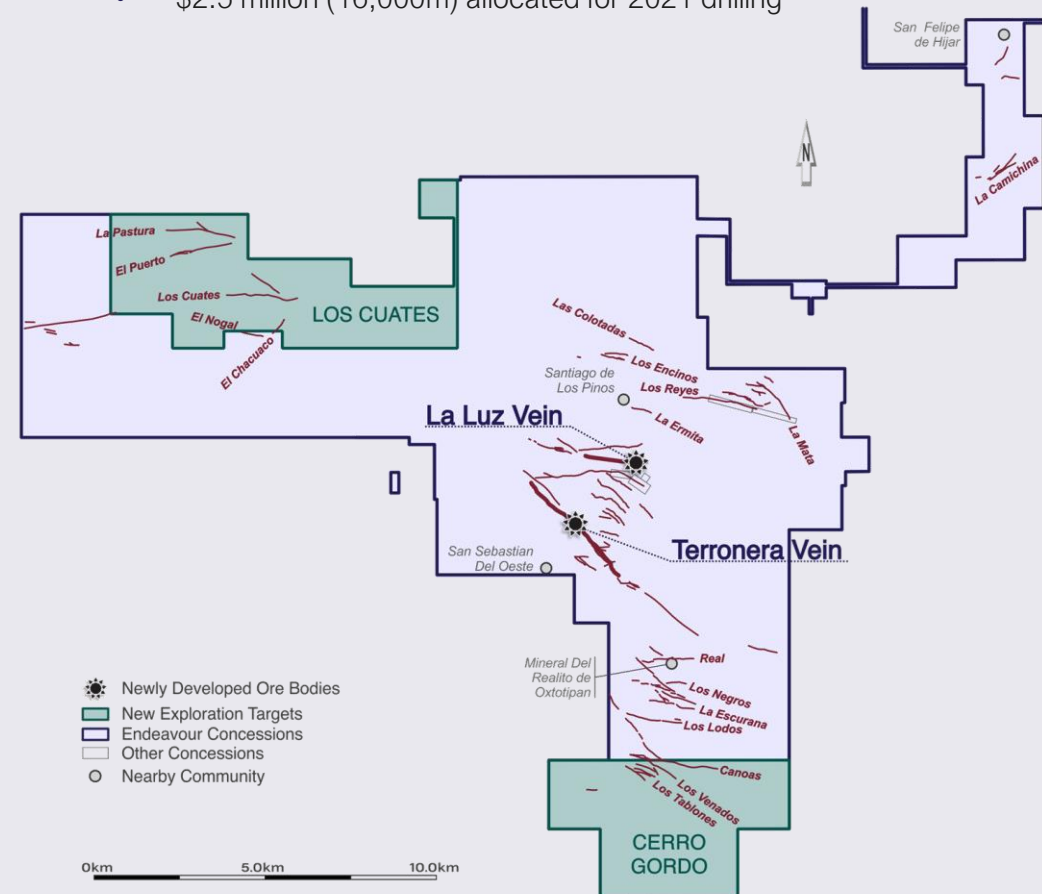 $2.5 million (16,000m) allocated for 2021 drilling
San Felipe
de Hijar
N
La Camichina
La Pastura
El Puerto
Los Cuates
El Nogal
El Chacuaco
LOS CUATES
Las Colotadas
Los Encinos
Santiago de
Los Pinos
Los Reyes
La Ermita
La Mata
La Luz Vein
Terronera Vein
San Sebastian
Del Oeste
Mineral Del
Realito de
Oxtotipan
Real
Los Negros
La Escurana
Los Lodos
Canoas
Los Venados
Los Tablones
CERRO
GORDO
Newly Developed Ore Bodies
New Exploration Targets
Endeavour Concessions
Other Concessions
Nearby Community
0km 5.0km 10.0km